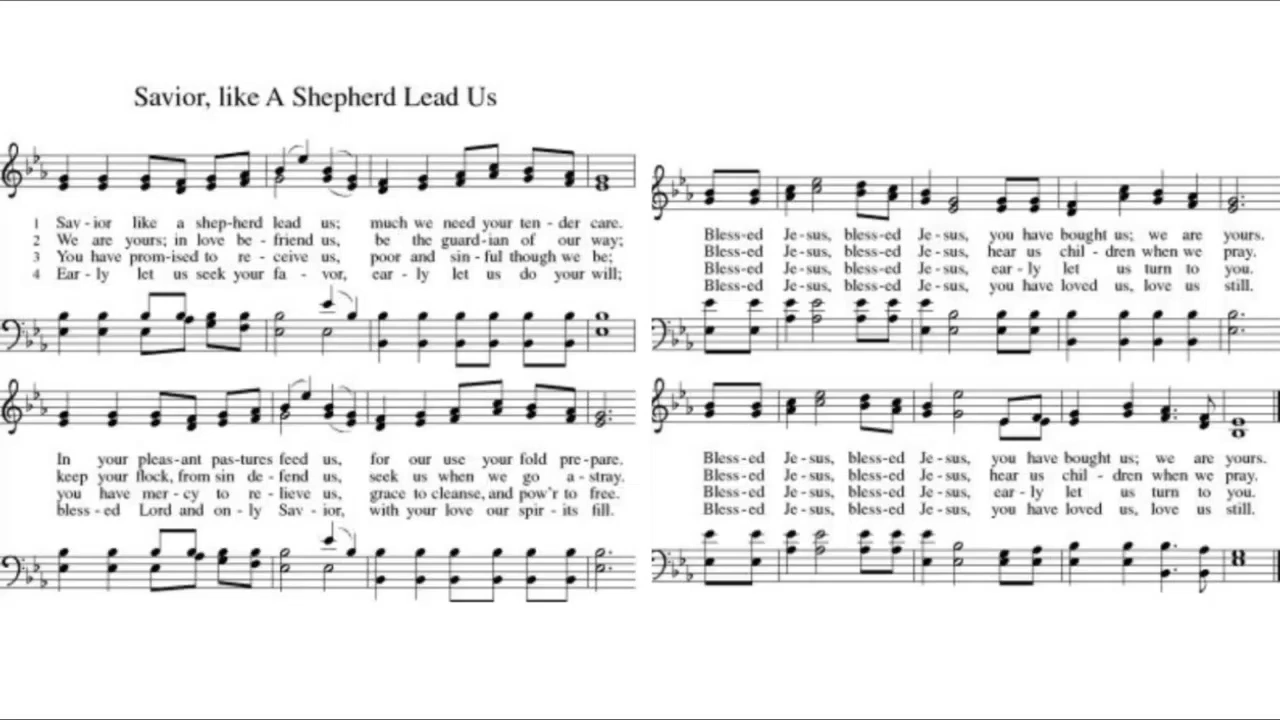 Savior, like A Shepherd Lead Us
1 Sav - ior like a shep-herd lead us; much we need your ten - der care.
2 We are yours; in love be - friend us, be the guard-ian of our way;
3 You have prom-ised to re - ceive us, poor and sin - ful though we be;
4 Ear - ly let us seek your fa - vor, ear - ly let us do your will;
In your pleas-ant pas-tures feed us, for our use your fold pre-pare.
keep your flock, from sin de - fend us, seek us when we go a - stray.
you have mer - cy to re - lieve us, grace to cleanse, and pow'r to free.
bless - ed Lord and on - ly Sav - ior, with your love our spir - its fill.
Bless-ed Je-sus, bless-ed Je-sus, you have bought us; we are yours.
Bless-ed Je-sus, bless-ed Je-sus, hear us chil - dren when we pray.
Bless-ed Je-sus, bless-ed Je-sus, ear - ly let us turn to you.
Bless-ed Je-sus, bless-ed Je-sus, you have loved us, love us still.
Bless-ed Je-sus, bless-ed Je-sus, you have bought us; we are yours.
Bless-ed Je-sus, bless-ed Je-sus, hear us chil - dren when we pray.
Bless-ed Je-sus, bless-ed Je-sus, ear - ly let us turn to you.
Bless-ed Je-sus, bless-ed Je-sus, you have loved us, love us still.